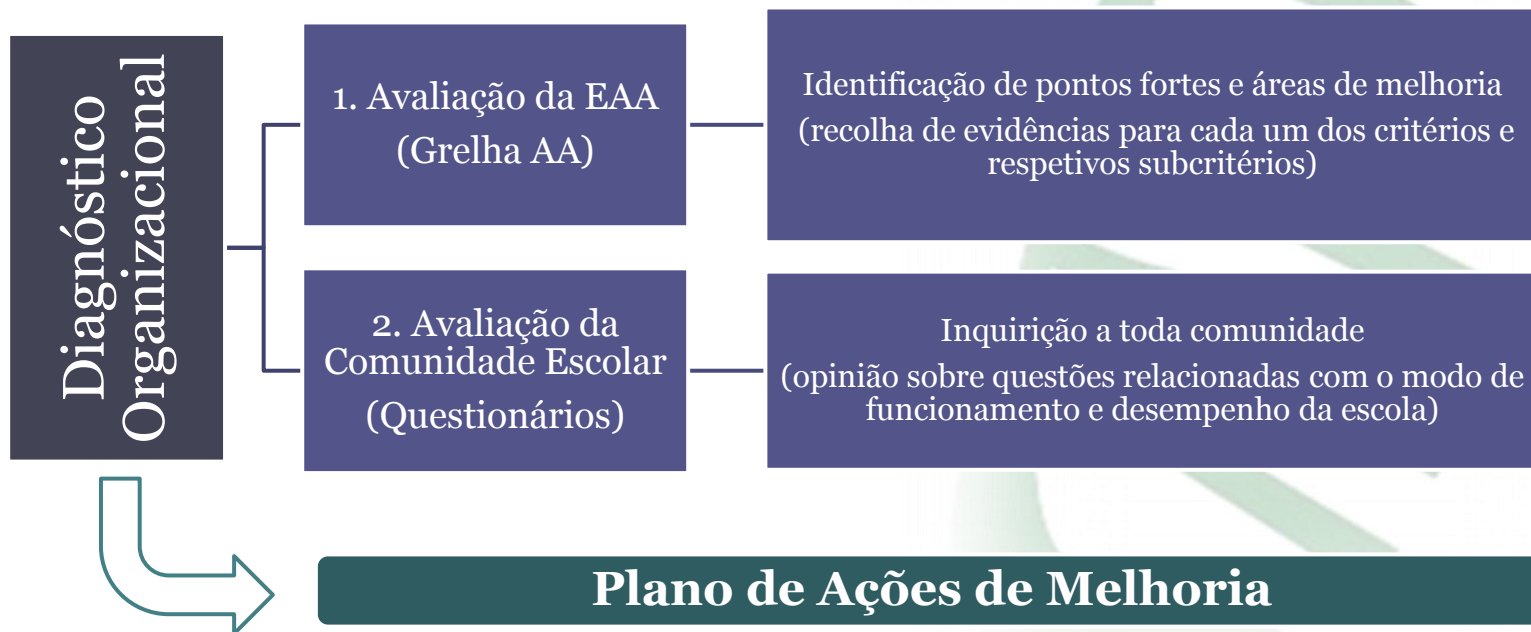 Diagnóstico
Organizacional
1. Avaliação da EAA
(Grelha AA)
Identificação de pontos fortes e áreas de melhoria
(recolha de evidências para cada um dos critérios e
respetivos subcritérios)
2. Avaliação da
Comunidade Escolar
(Questionários)
Inquirição a toda comunidade
(opinião sobre questões relacionadas com o modo de
funcionamento e desempenho da escola)
Plano de Ações de Melhoria